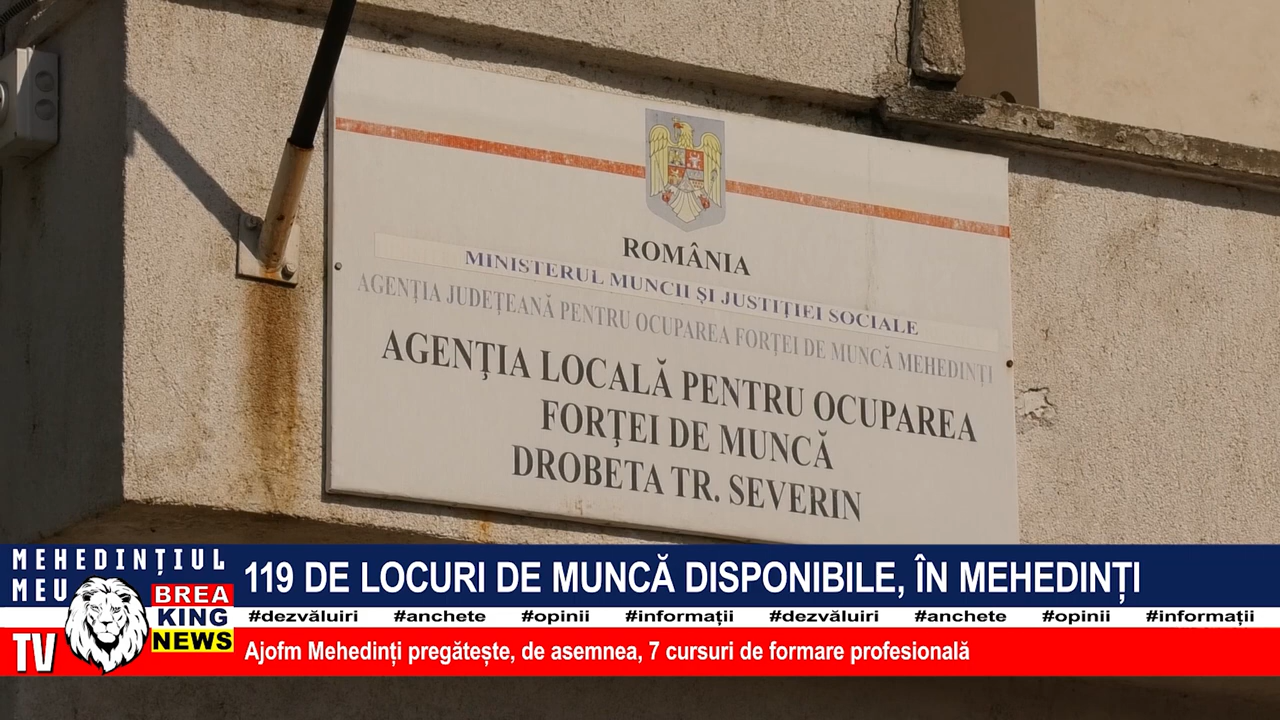 ROMÂNIA
MINISTERUL MUNCII ŞI JUSTIŢIEI SOCIALE
AGENŢIA JUDEŢEANĂ PENTRU OCUPAREA FORŢEI DE MUNCĂ MEHEDINŢI
AGENŢIA LOCALĂ PENTRU OCUPAREA
FORŢEI DE MUNCĂ
DROBETA TR. SEVERIN
MEHEDINȚIUL
MEU
TV
BREA
KING
NEWS
119 DE LOCURI DE MUNCĂ DISPONIBILE, ÎN MEHEDINȚI
#dezvăluiri #anchete #opinii #informații #dezvăluiri #anchete #opinii #informații
Ajofm Mehedinți pregătește, de asemnea, 7 cursuri de formare profesională